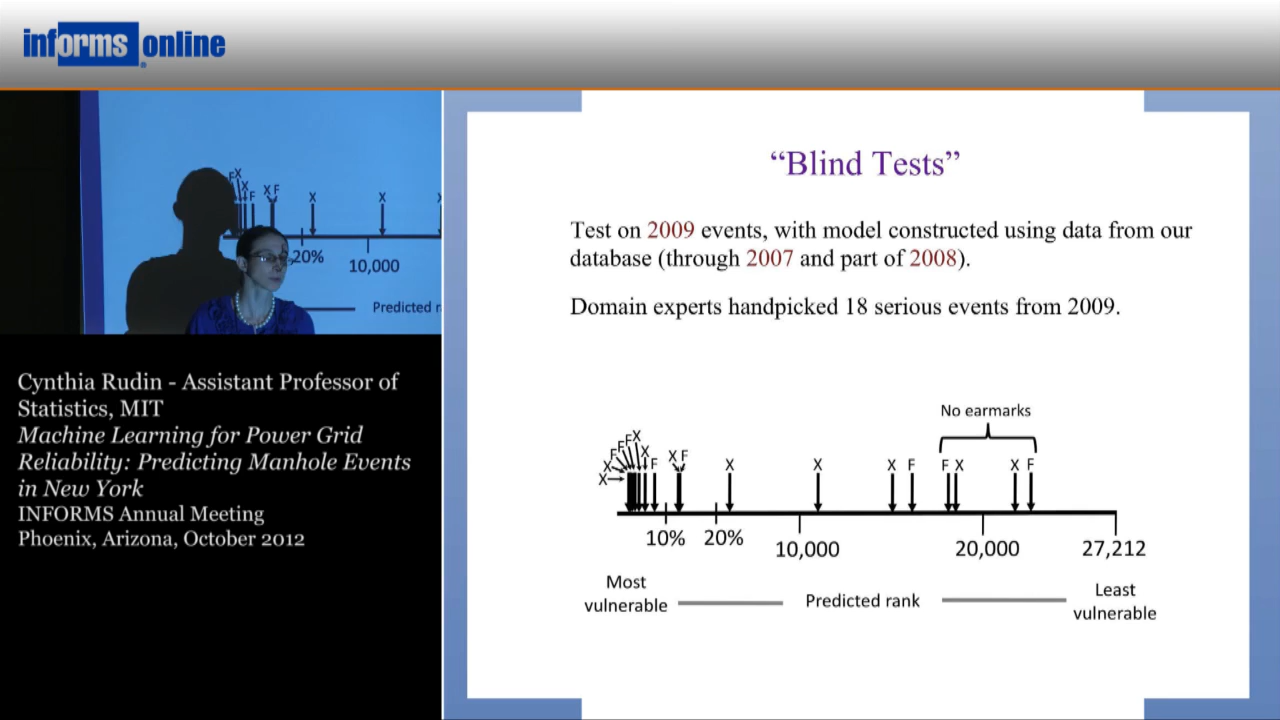 informs online
F X
X
F
X F
X
X
20%
10,000
Predicted r
Cynthia Rudin - Assistant Professor of
Statistics, MIT
Machine Learning for Power Grid
Reliability: Predicting Manhole Events
in New York
INFORMS Annual Meeting
Phoenix, Arizona, October 2012
“Blind Tests”
Test on 2009 events, with model constructed using data from our
database (through 2007 and part of 2008).
Domain experts handpicked 18 serious events from 2009.
No earmarks
X X F F F X X F X F X X X F F X X F
10% 20% 10,000 20,000 27,212
Most
vulnerable
Predicted rank
Least
vulnerable